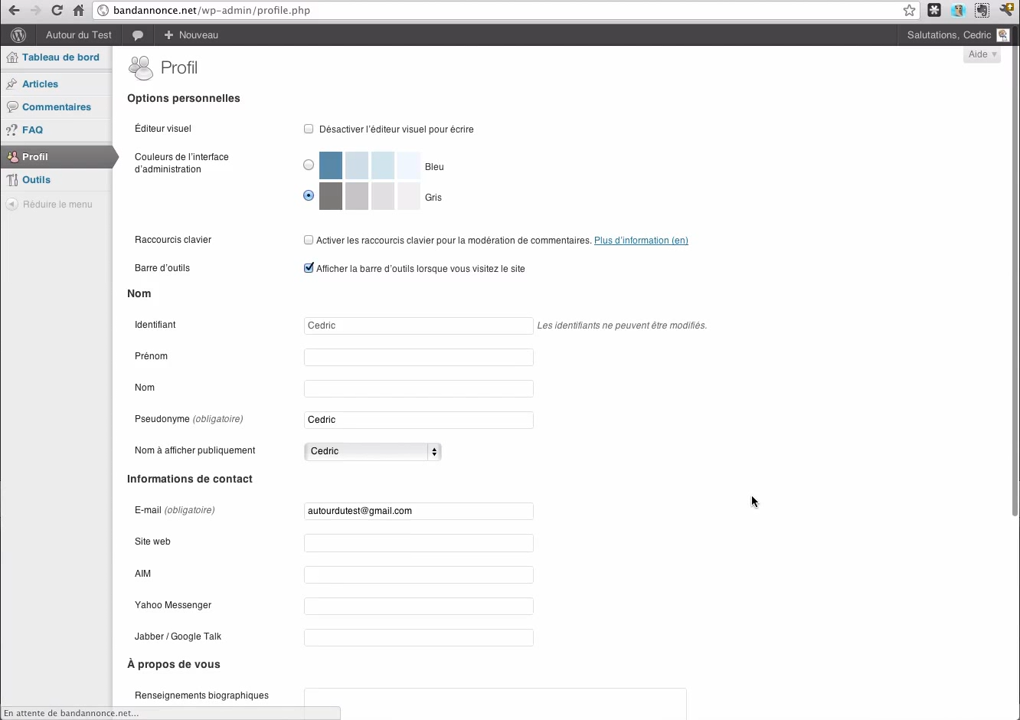 bandannonce.net/wp-admin/profile.php
Autour du Test
Nouveau
Salutations, Cedric
Aide
Tableau de bord
Articles
Commentaires
FAQ
Profil
Outils
Réduire le menu
Profil
Options personnelles
Éditeur visuel
Désactiver l'éditeur visuel pour écrire
Couleurs de l'interface
d'administration
Bleu
Gris
Raccourcis clavier
Activer les raccourcis clavier pour la modération de commentaires. Plus d'information (en)
Barre d'outils
Afficher la barre d'outils lorsque vous visitez le site
Nom
Identifiant
Cedric
Les identifiants ne peuvent être modifiés.
Prénom
Nom
Pseudonyme (obligatoire)
Cedric
Nom à afficher publiquement
Cedric
Informations de contact
E-mail (obligatoire)
autourdutest@gmail.com
Site web
AIM
Yahoo Messenger
Jabber / Google Talk
À propos de vous
Renseignements biographiques
En attente de bandannonce.net...